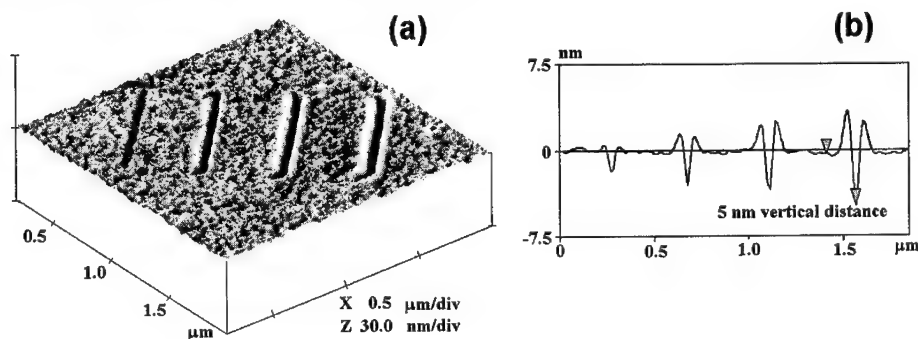 (a)
0.5
1.0
1.5
μm
X 0.5 μm/div
Z 30.0 nm/div
(b)
nm
7.5
0
-7.5
5 nm vertical distance
0
0.5
1.0
1.5
μm